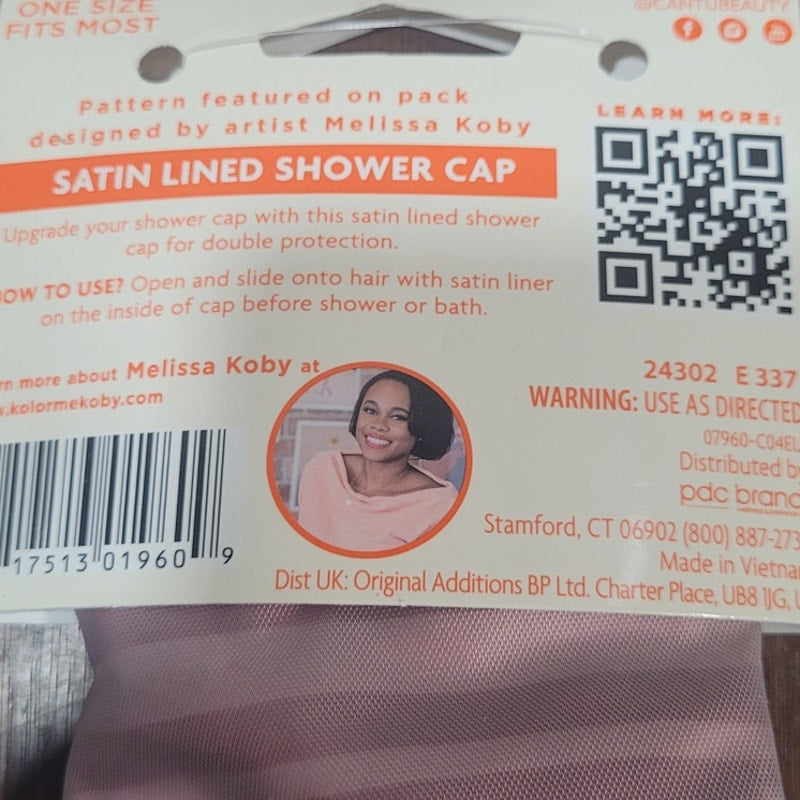 ONE SIZE
FITS MOST
@CANTUBEAUTY
Pattern featured on pack
designed by artist Melissa Koby
LEARN MORE:
SATIN LINED SHOWER CAP
Upgrade your shower cap with this satin lined shower
cap for double protection.
OW TO USE? Open and slide onto hair with satin liner
on the inside of cap before shower or bath.
rn more about Melissa Koby at
.kolormekoby.com
17513 01960 9
24302 E 337
WARNING: USE AS DIRECTED
07960-C04EU
Distributed by
pdc brand
Stamford, CT 06902 (800) 887-273
Made in Vietnam
Dist UK: Original Additions BP Ltd. Charter Place, UB8 1JG, U